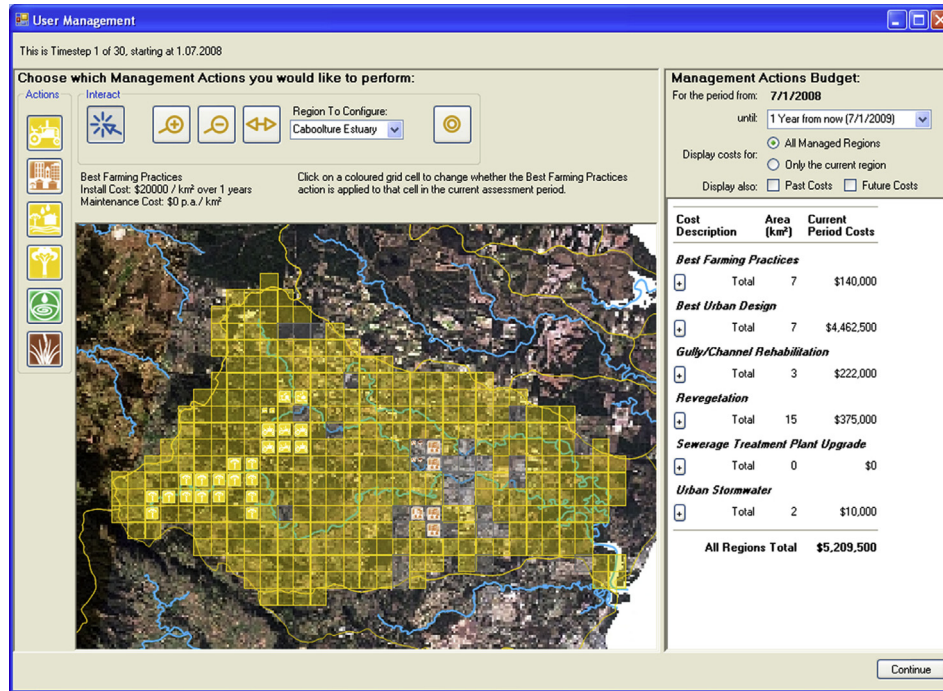 User Management
This is Timestep 1 of 30, starting at 1.07.2008
Choose which Management Actions you would like to perform:
Actions
Interact
Region To Configure:
Caboolture Estuary
Best Farming Practices
Install Cost: $20000 / km² over 1 years
Maintenance Cost: $0 p.a./ km²
Click on a coloured grid cell to change whether the Best Farming Practices
action is applied to that cell in the current assessment period.
Management Actions Budget:
For the period from: 7/1/2008
until: 1 Year from now (7/1/2009)
Display costs for:
All Managed Regions
Only the current region
Display also: Past Costs Future Costs
Cost Area Current
Description (km²) Period Costs
Best Farming Practices
+ Total 7 $140,000
Best Urban Design
+ Total 7 $4,462,500
Gully/Channel Rehabilitation
+ Total 3 $222,000
Revegetation
+ Total 15 $375,000
Sewerage Treatment Plant Upgrade
+ Total 0 $0
Urban Stormwater
+ Total 2 $10,000
All Regions Total $5,209,500
Continue